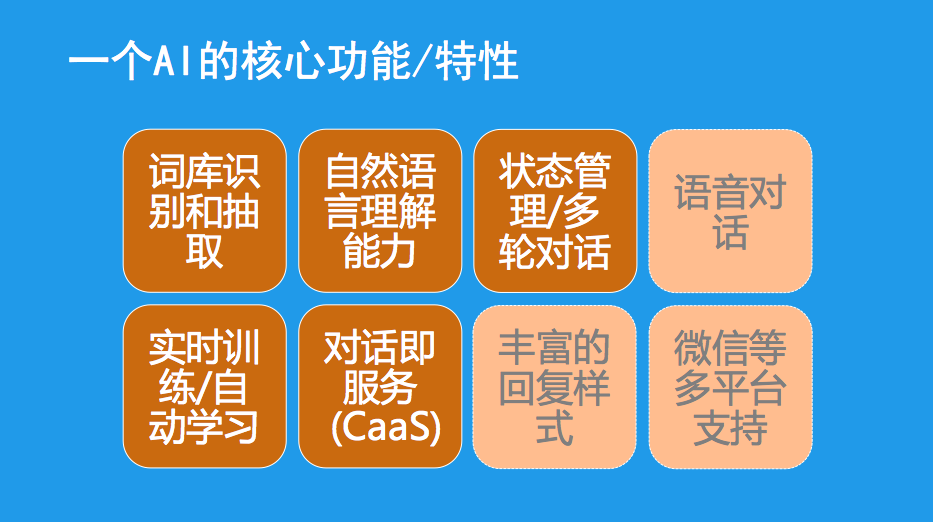 一个AI的核心功能/特性
词库识
别和抽
取
自然语
言理解
能力
状态管
理/多
轮对话
语音对
话
实时训
练/自
动学习
对话即
服务
(CaaS)
丰富的
回复样
式
微信等
多平台
支持